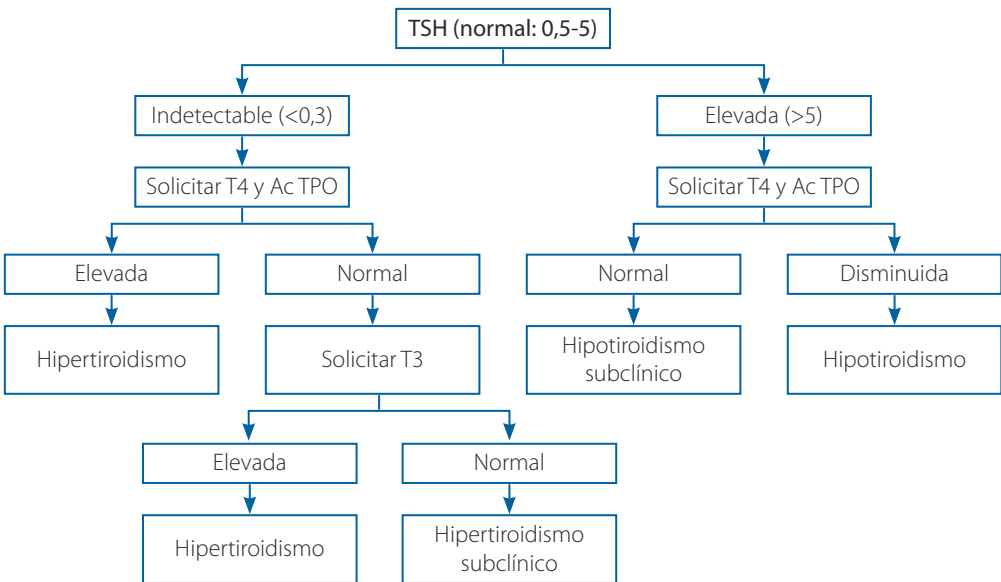 TSH (normal: 0,5-5)
Indetectable (<0,3)
Elevada (>5)
Solicitar T4 y Ac TPO
Solicitar T4 y Ac TPO
Elevada
Normal
Normal
Disminuida
Hipertiroidismo
Solicitar T3
Hipotiroidismo
subclínico
Hipotiroidismo
Elevada
Normal
Hipertiroidismo
Hipertiroidismo
subclínico